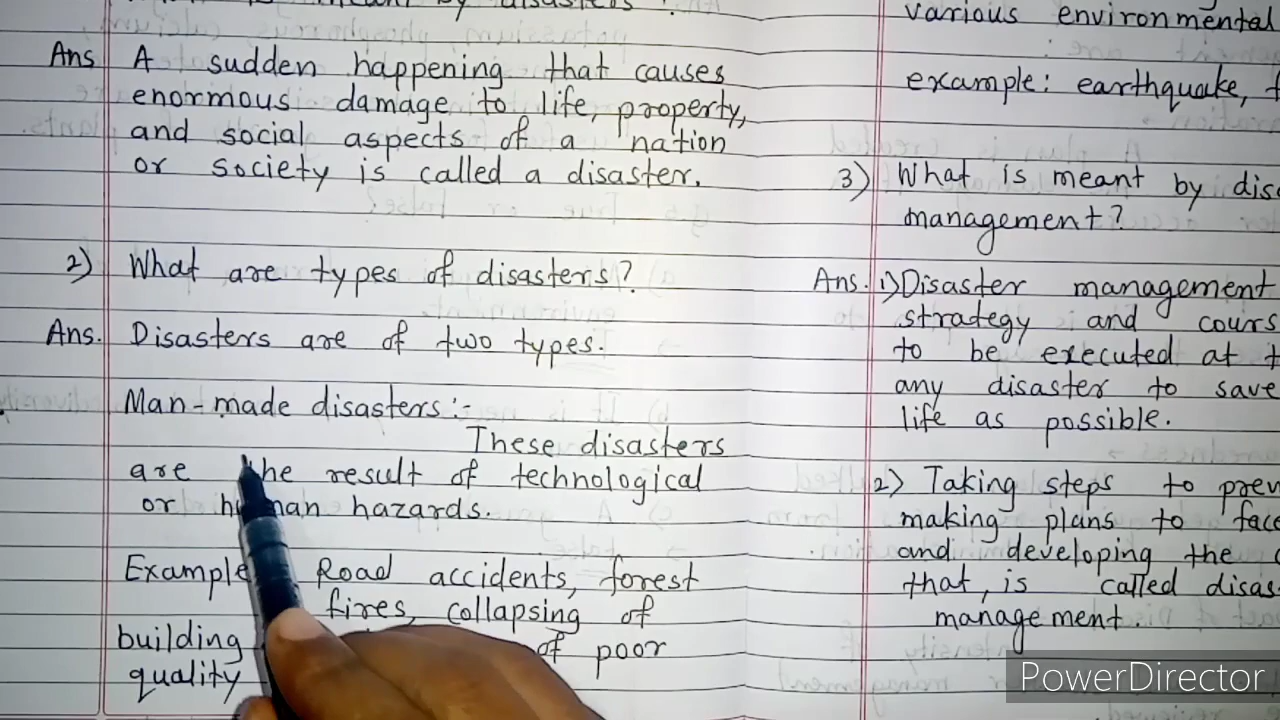 by disasters ?
Ans A sudden happening that causes
enormous damage to life, property,
and social aspects of a nation
or society is called a disaster.
2) What are types of disasters?
Ans. Disasters are of two types.
Man-made disasters:-
These disasters
are the result of technological
or human hazards.
Example Road accidents, forest
fires, collapsing of
building of poor
quality
various environmental
example: earthquake,
3) What is meant by
management?
Ans. 1) Disaster management
strategy and
to be executed at
any disaster to save
life as possible.
2) Taking steps to
making plans to face
and developing the
that, is called
management.
PowerDirector